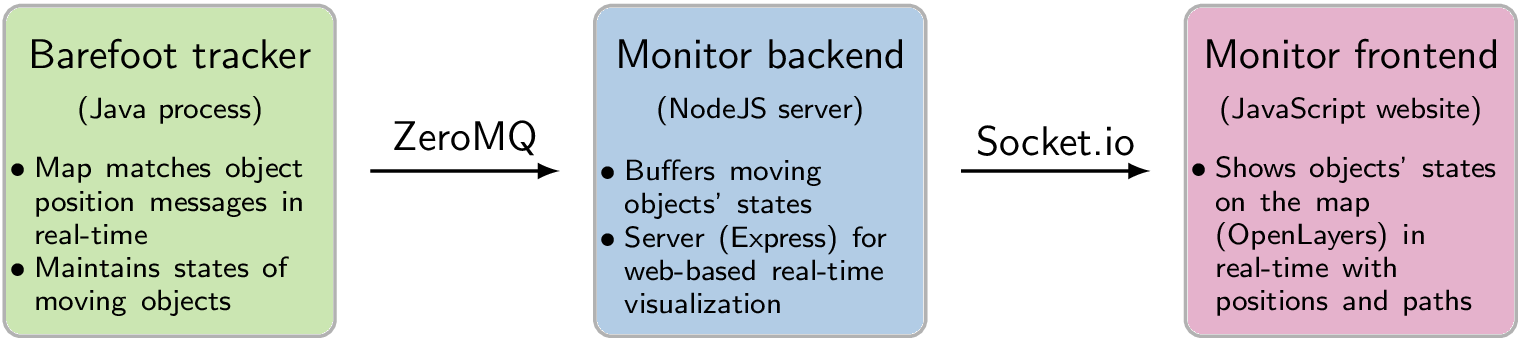 Barefoot tracker
(Java process)
• Map matches object
position messages in
real-time
• Maintains states of
moving objects
ZeroMQ
Monitor backend
(NodeJS server)
• Buffers moving
objects' states
• Server (Express) for
web-based real-time
visualization
Socket.io
Monitor frontend
(JavaScript website)
• Shows objects' states
on the map
(OpenLayers) in
real-time with
positions and paths